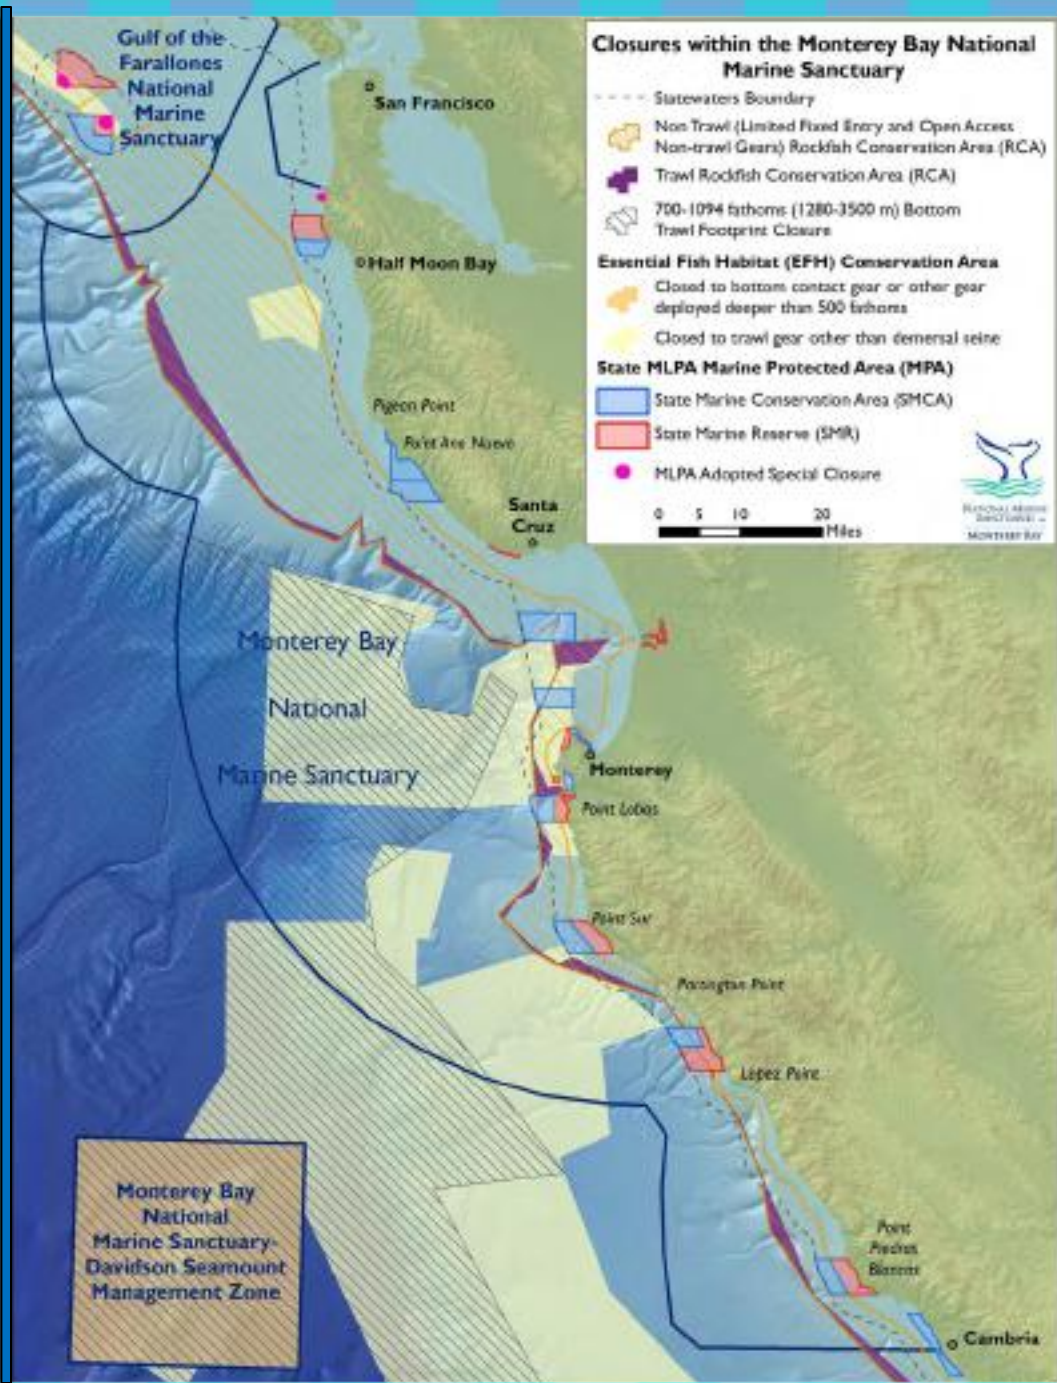 Gulf of the
Farallones
National
Marine
Sanctuary
San Francisco
Half Moon Bay
Pigeon Point
Point Ano Nuevo
Santa
Cruz
Monterey Bay
National
Marine Sanctuary
Monterey
Point Lobos
Point Sur
Partington Point
Lopez Point
Monterey Bay
National
Marine Sanctuary-
Davidson Seamount
Management Zone
Point
Piedras
Blancas
Cambria
Closures within the Monterey Bay National
Marine Sanctuary
Statewaters Boundary
Non Trawl (Limited Fixed Entry and Open Access
Non-trawl Gears) Rockfish Conservation Area (RCA)
Trawl Rockfish Conservation Area (RCA)
700-1094 fathoms (1280-3500 m) Bottom
Trawl Footprint Closure
Essential Fish Habitat (EFH) Conservation Area
Closed to bottom contact gear or other gear
deployed deeper than 500 fathoms
Closed to trawl gear other than demersal seine
State MLPA Marine Protected Area (MPA)
State Marine Conservation Area (SMCA)
State Marine Reserve (SMR)
MLPA Adopted Special Closure
0 5 10 20
Miles
NATIONAL MARINE
SANCTUARIES
MONTEREY BAY